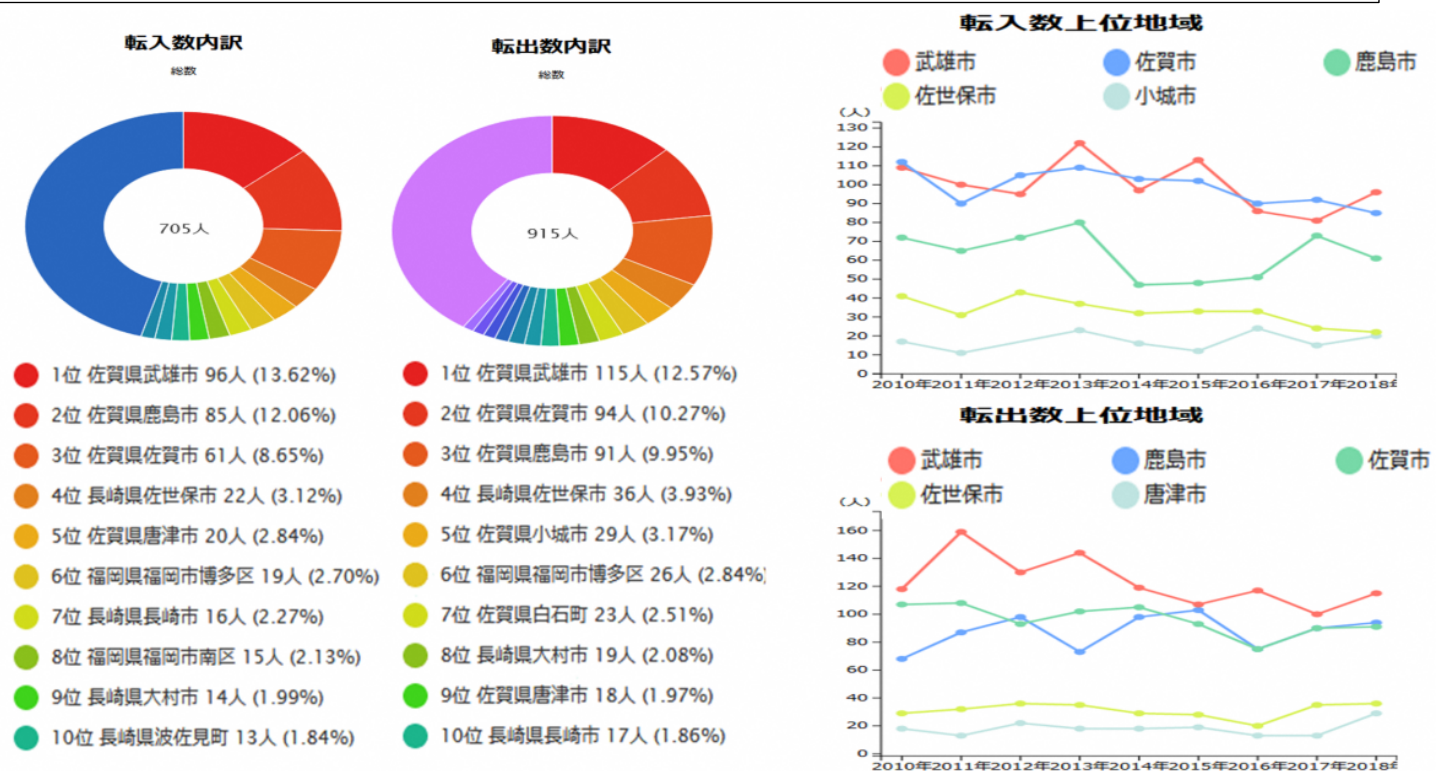 転入数内訳
総数
705人
1位 佐賀県武雄市 96人 (13.62%)
2位 佐賀県鹿島市 85人 (12.06%)
3位 佐賀県佐賀市 61人 (8.65%)
4位 長崎県佐世保市 22人 (3.12%)
5位 佐賀県唐津市 20人 (2.84%)
6位 福岡県福岡市博多区 19人 (2.70%)
7位 長崎県長崎市 16人 (2.27%)
8位 福岡県福岡市南区 15人 (2.13%)
9位 長崎県大村市 14人 (1.99%)
10位 長崎県波佐見町 13人 (1.84%)
転出数内訳
総数
915人
1位 佐賀県武雄市 115人 (12.57%)
2位 佐賀県佐賀市 94人 (10.27%)
3位 佐賀県鹿島市 91人 (9.95%)
4位 長崎県佐世保市 36人 (3.93%)
5位 佐賀県小城市 29人 (3.17%)
6位 福岡県福岡市博多区 26人 (2.84%)
7位 佐賀県白石町 23人 (2.51%)
8位 長崎県大村市 19人 (2.08%)
9位 佐賀県唐津市 18人 (1.97%)
10位 長崎県長崎市 17人 (1.86%)
転入数上位地域
武雄市 佐賀市 鹿島市
佐世保市 小城市
(人)
130
120
110
100
90
80
70
60
50
40
30
20
10
0
2010年 2011年 2012年 2013年 2014年 2015年 2016年 2017年 2018年
転出数上位地域
武雄市 鹿島市 佐賀市
佐世保市 唐津市
(人)
160
140
120
100
80
60
40
20
0
2010年 2011年 2012年 2013年 2014年 2015年 2016年 2017年 2018年